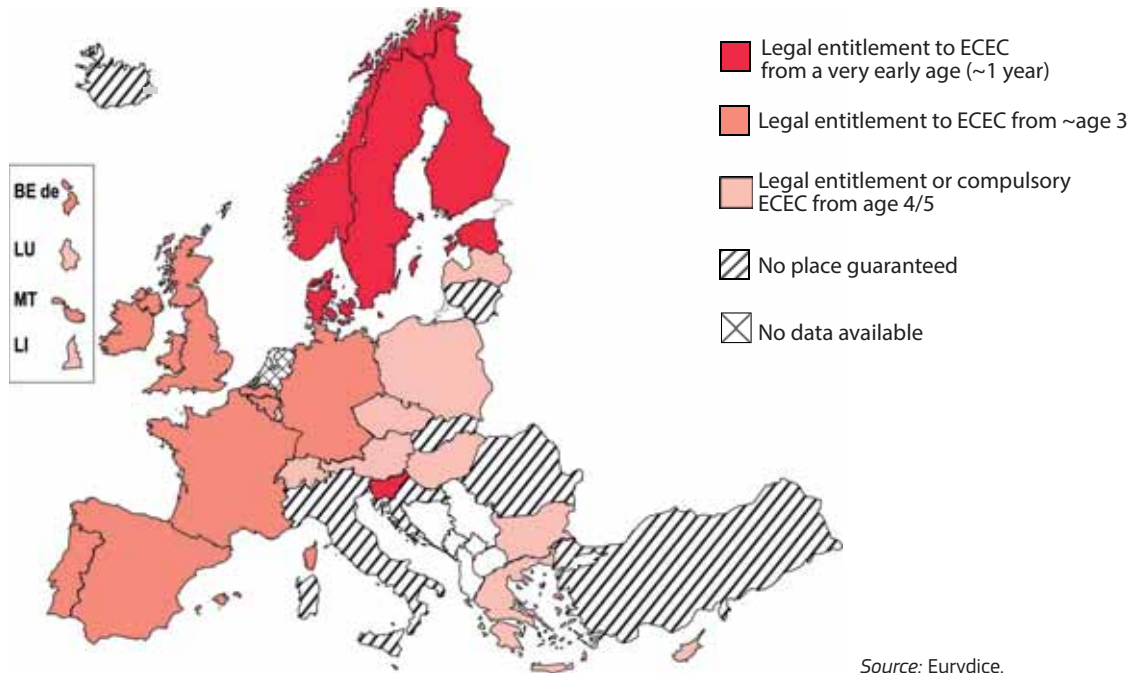 Legal entitlement to ECEC
from a very early age (~1 year)
Legal entitlement to ECEC from ~age 3
Legal entitlement or compulsory
ECEC from age 4/5
No place guaranteed
No data available
BE de
LU
MT
LI
Source: Eurydice.